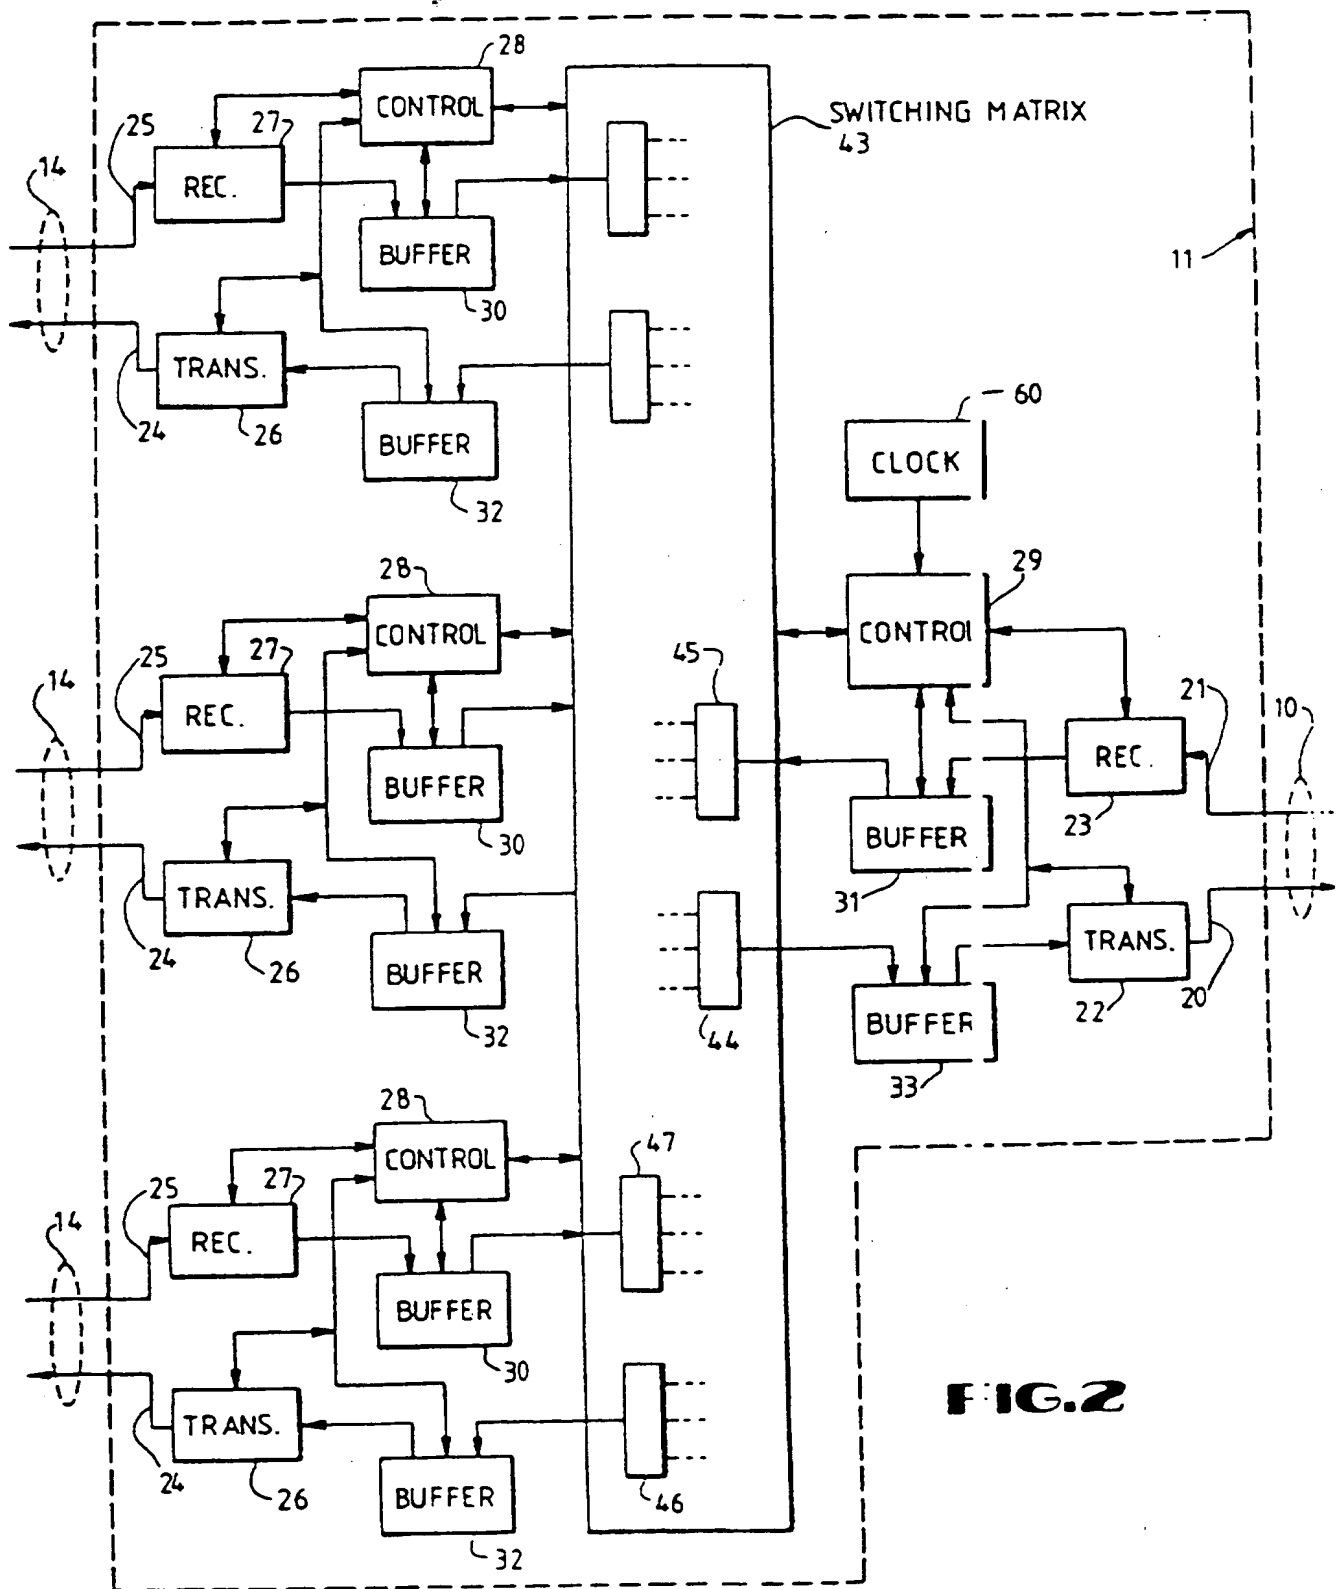 28
CONTROL
SWITCHING MATRIX
43
25
27
14
REC.
BUFFER
30
11
TRANS.
24
26
BUFFER
32
60
CLOCK
28
CONTROL
29
CONTROL
25
27
14
REC.
45
21
10
REC.
23
BUFFER
30
BUFFER
31
TRANS.
24
26
BUFFER
32
44
TRANS.
22
20
BUFFER
33
28
CONTROL
47
25
27
14
REC.
BUFFER
30
TRANS.
24
26
BUFFER
32
46
FIG.2